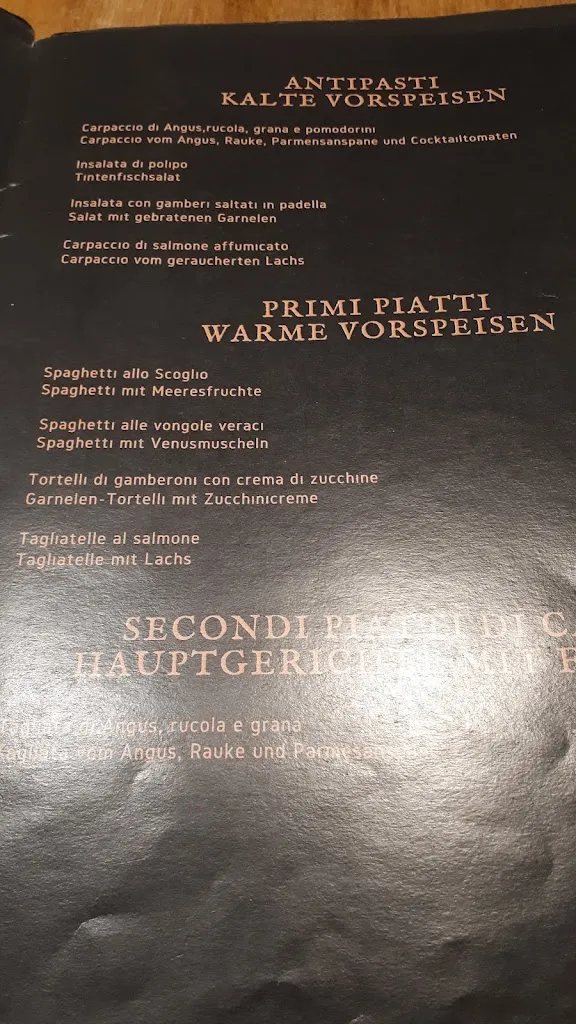 ANTIPASTI
KALTE VORSPEISEN
Carpaccio di Angus,rucola, grana e pomodorini
Carpaccio vom Angus, Rauke, Parmensanspane und Cocktailtomaten
Insalata di polipo
Tintenfischsalat
Insalata con gamberi saltati in padella
Salat mit gebratenen Garnelen
Carpaccio di salmone affumicato
Carpaccio vom geraucherten Lachs
PRIMI PIATTI
WARME VORSPEISEN
Spaghetti allo Scoglio
Spaghetti mit Meeresfruchte
Spaghetti alle vongole veraci
Spaghetti mit Venusmuscheln
Tortelli di gamberoni con crema di zucchine
Garnelen-Tortelli mit Zucchinicreme
Tagliatelle al salmone
Tagliatelle mit Lachs
SECONDI PIATTI DI
HAUPTGERICHTE MIT
Tagliata di Angus, rucola e grana
vom Angus, Rauke und